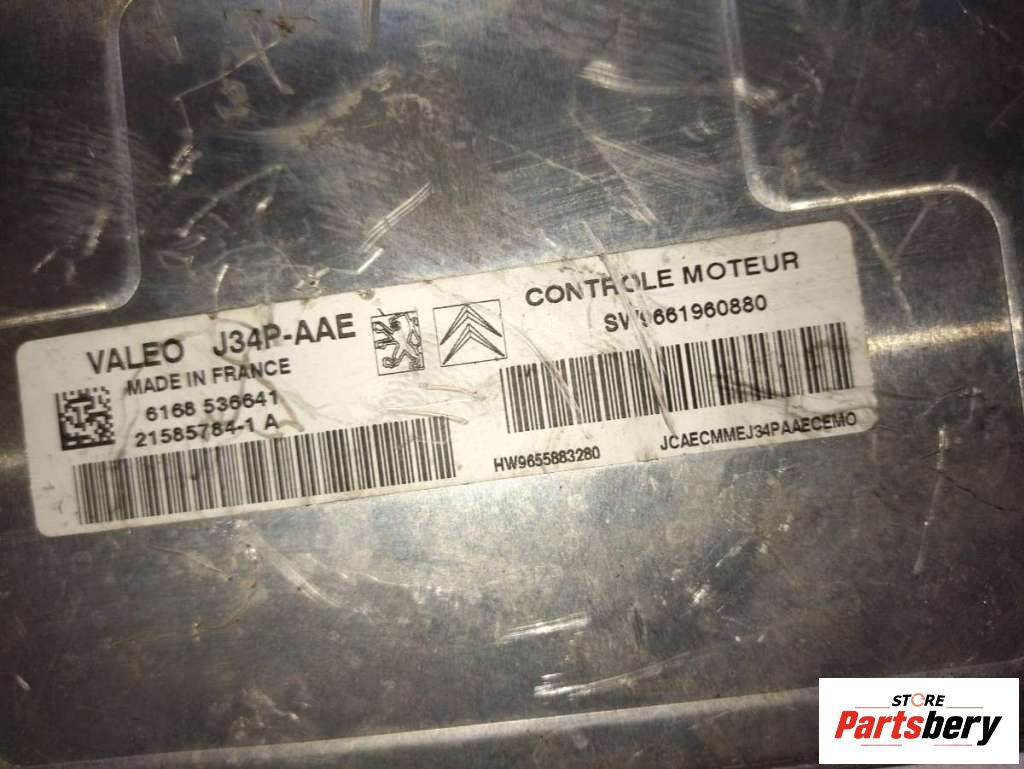 VALEO J34P-AAE
MADE IN FRANCE
6168 536641
21585784-1 A
CONTROLE MOTEUR
SW9661960880
HW9655883280
JCAECMMEJ34PAAECEMO
STORE
Partsbery